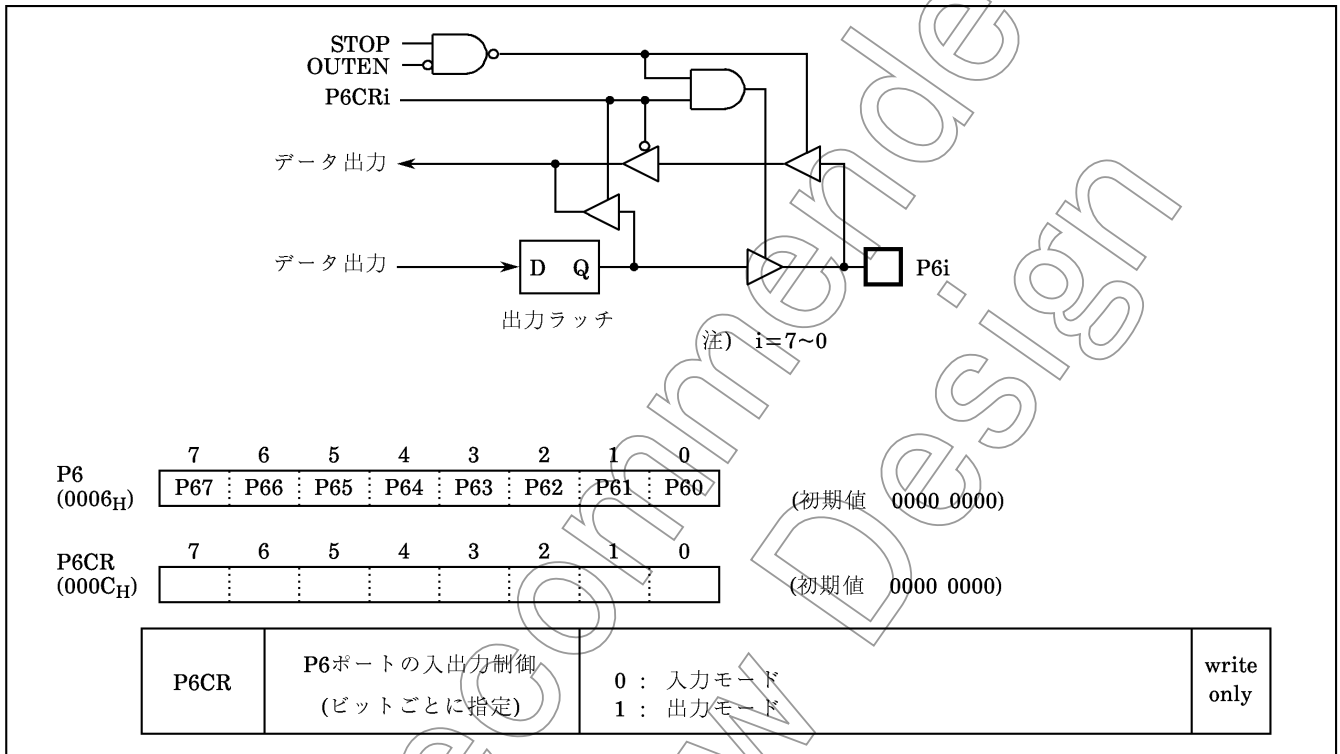 STOP
OUTEN
P6CRi
データ出力
データ出力
D Q
P6i
出力ラッチ
注) i=7~0
7 6 5 4 3 2 1 0
P6
(0006H)
P67 P66 P65 P64 P63 P62 P61 P60
(初期値 0000 0000)
7 6 5 4 3 2 1 0
P6CR
(000CH)
(初期値 0000 0000)
P6CR
P6ポートの入出力制御
(ビットごとに指定)
0 : 入力モード
1 : 出力モード
write
only
ecommende
w Design